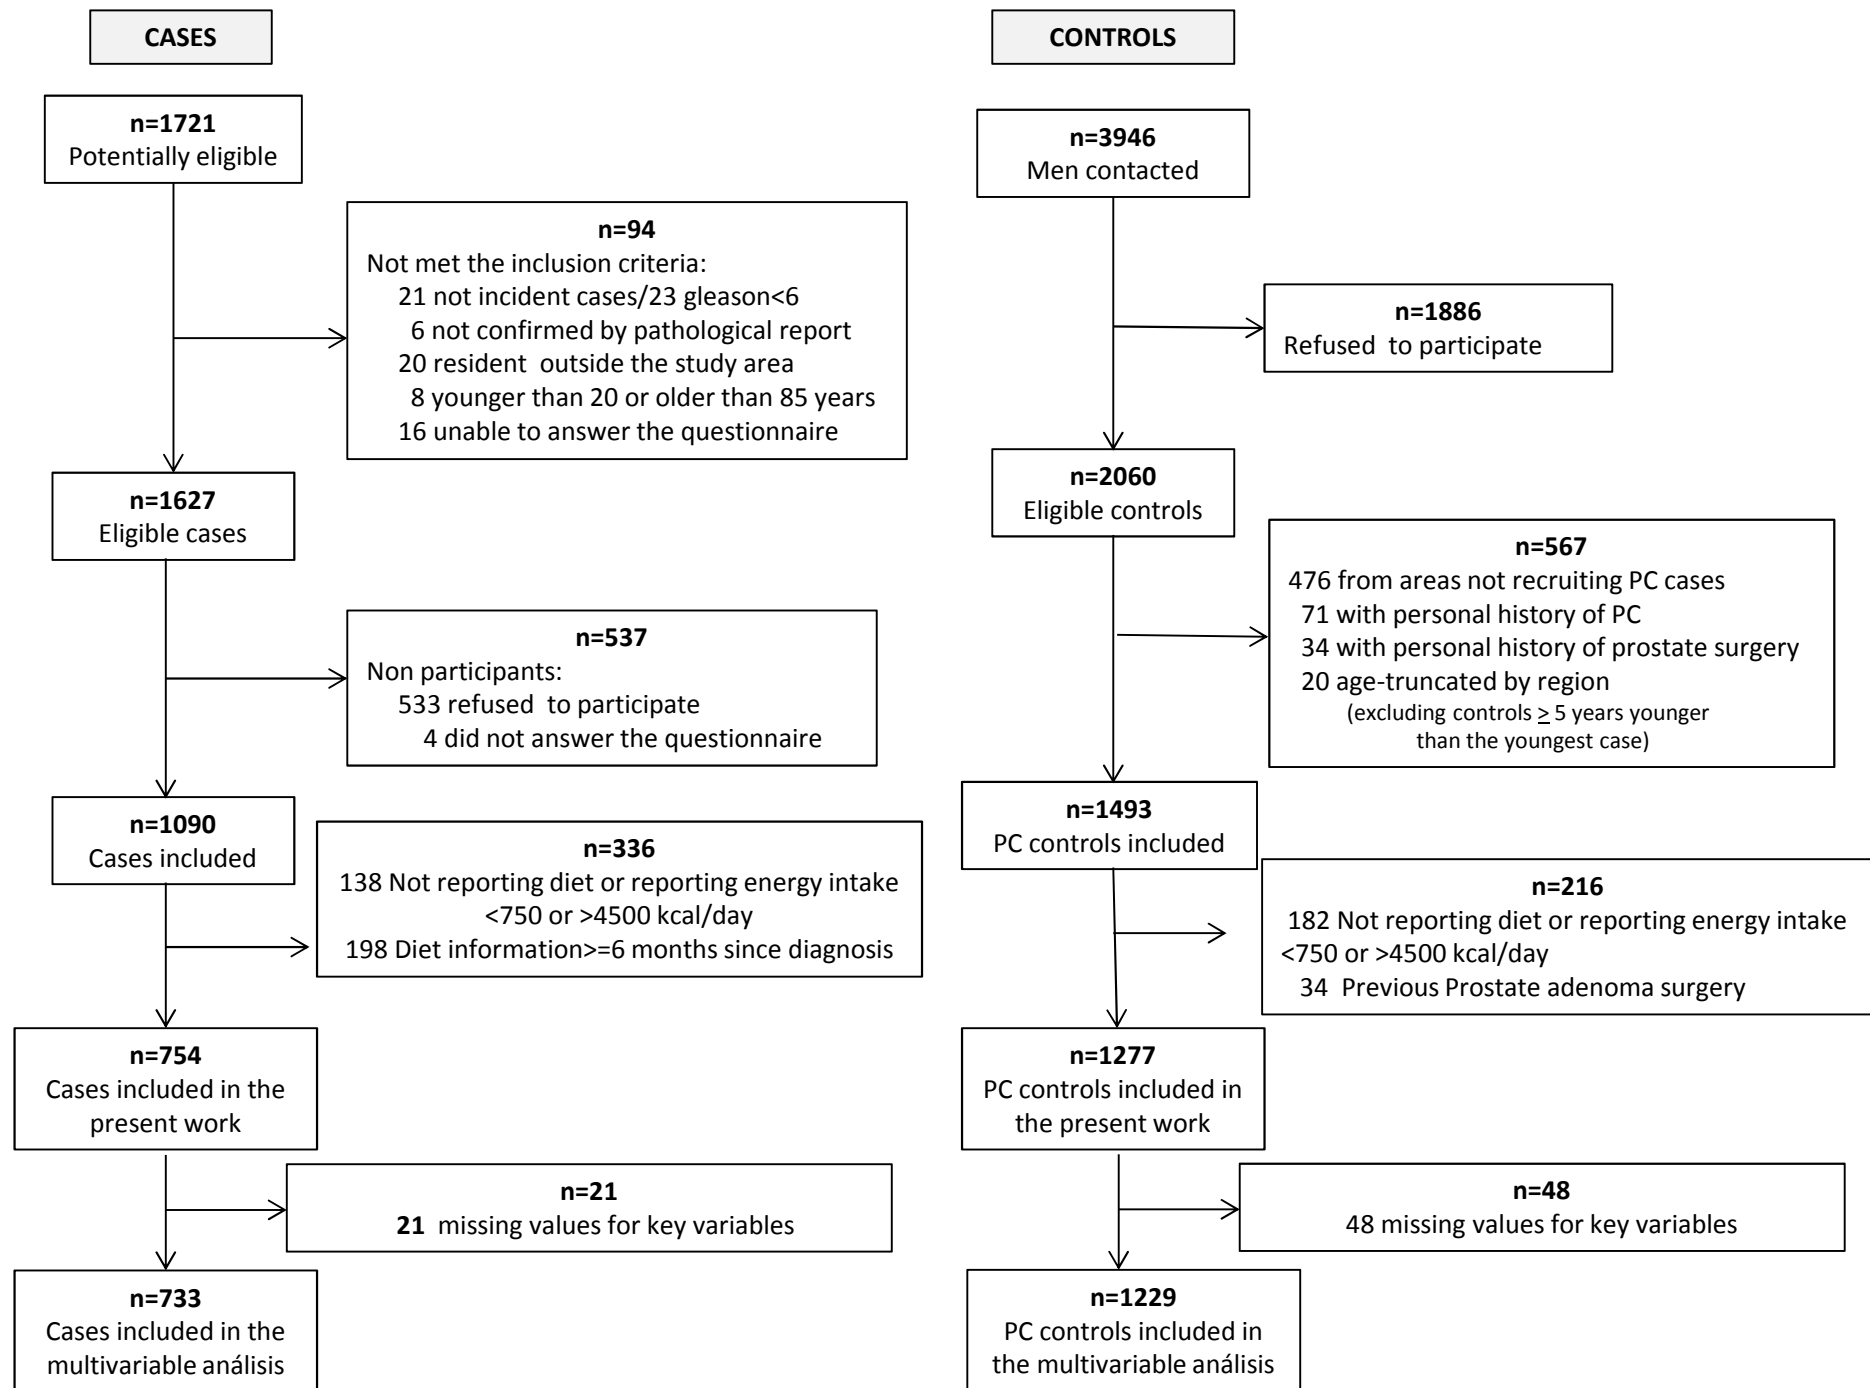 CASES
n=1721
Potentially eligible
n=94
Not met the inclusion criteria:
21 not incident cases/23 gleason<6
6 not confirmed by pathological report
20 resident outside the study area
8 younger than 20 or older than 85 years
16 unable to answer the questionnaire
n=1627
Eligible cases
n=537
Non participants:
533 refused to participate
4 did not answer the questionnaire
n=1090
Cases included
n=336
138 Not reporting diet or reporting energy intake
<750 or >4500 kcal/day
198 Diet information>=6 months since diagnosis
n=754
Cases included in the
present work
n=21
21 missing values for key variables
n=733
Cases included in the
multivariable análisis
CONTROLS
n=3946
Men contacted
n=1886
Refused to participate
n=2060
Eligible controls
n=567
476 from areas not recruiting PC cases
71 with personal history of PC
34 with personal history of prostate surgery
20 age-truncated by region
(excluding controls ≥ 5 years younger
than the youngest case)
n=1493
PC controls included
n=216
182 Not reporting diet or reporting energy intake
<750 or >4500 kcal/day
34 Previous Prostate adenoma surgery
n=1277
PC controls included in
the present work
n=48
48 missing values for key variables
n=1229
PC controls included in
the multivariable análisis